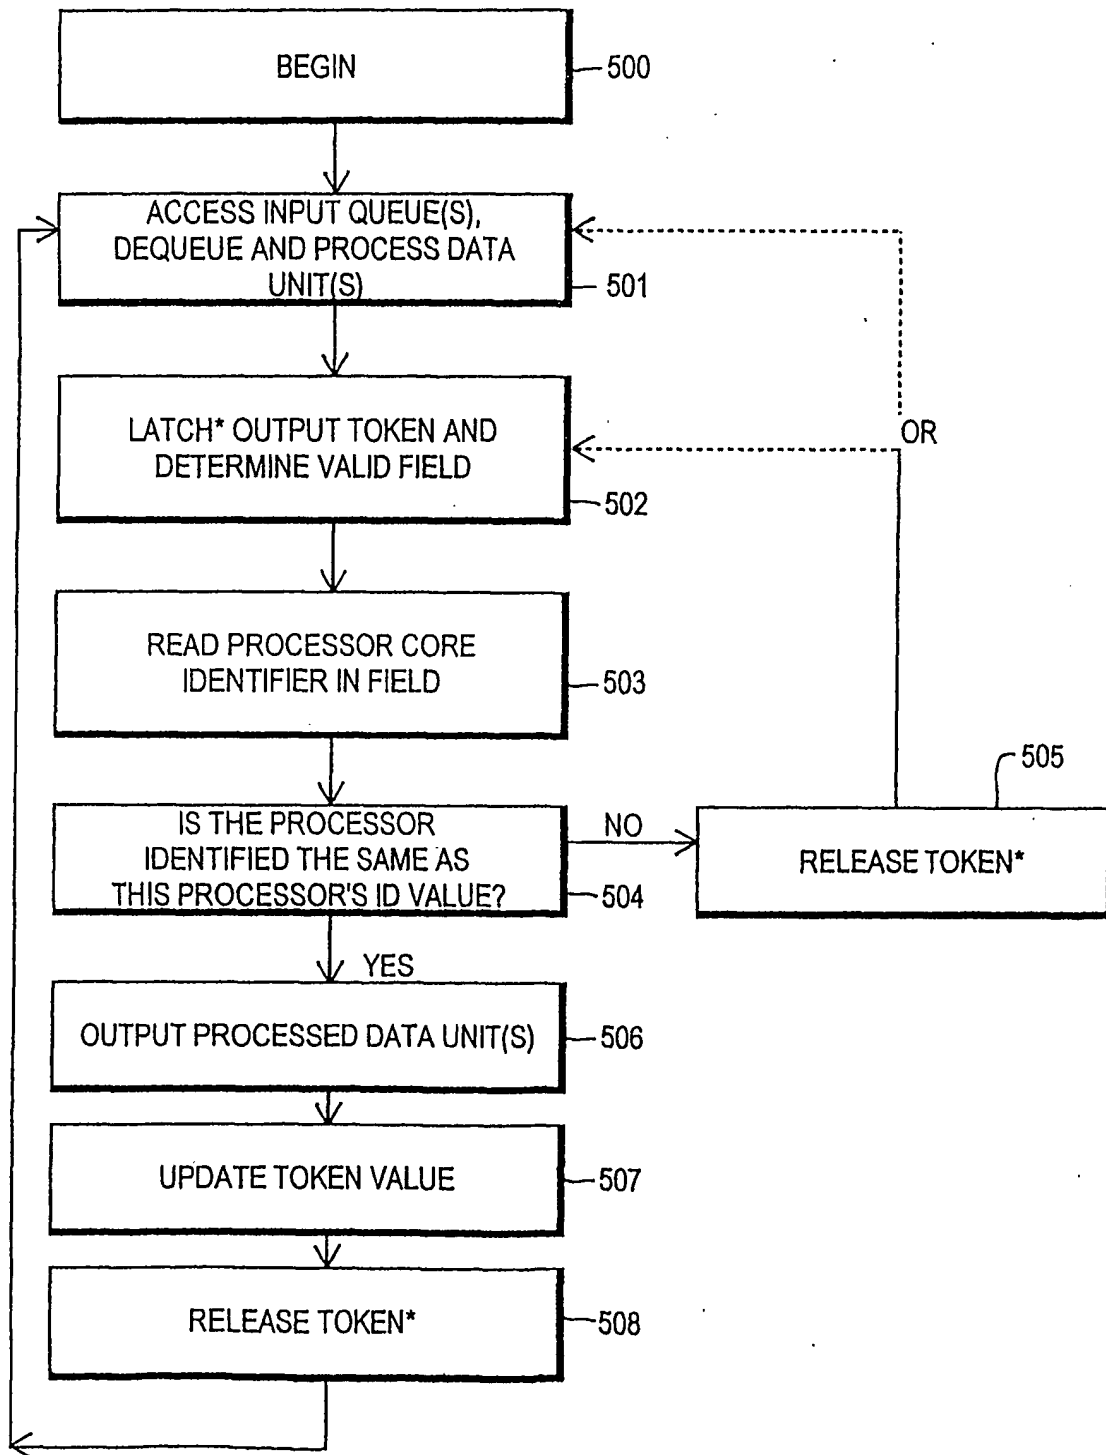 BEGIN
500
ACCESS INPUT QUEUE(S),
DEQUEUE AND PROCESS DATA
UNIT(S)
501
OR
LATCH* OUTPUT TOKEN AND
DETERMINE VALID FIELD
502
READ PROCESSOR CORE
IDENTIFIER IN FIELD
503
IS THE PROCESSOR
IDENTIFIED THE SAME AS
THIS PROCESSOR'S ID VALUE?
504
NO
505
RELEASE TOKEN*
YES
OUTPUT PROCESSED DATA UNIT(S)
506
UPDATE TOKEN VALUE
507
RELEASE TOKEN*
508